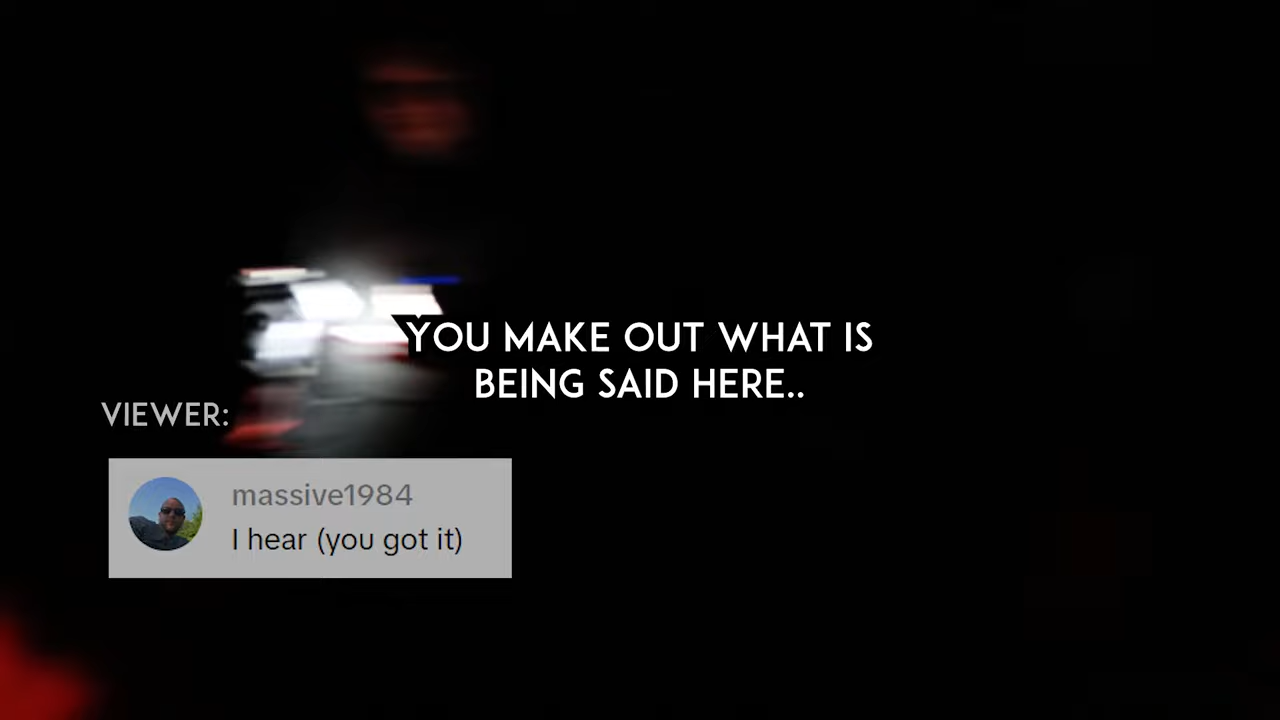 YOU MAKE OUT WHAT IS
BEING SAID HERE..
VIEWER:
massive1984
I hear (you got it)